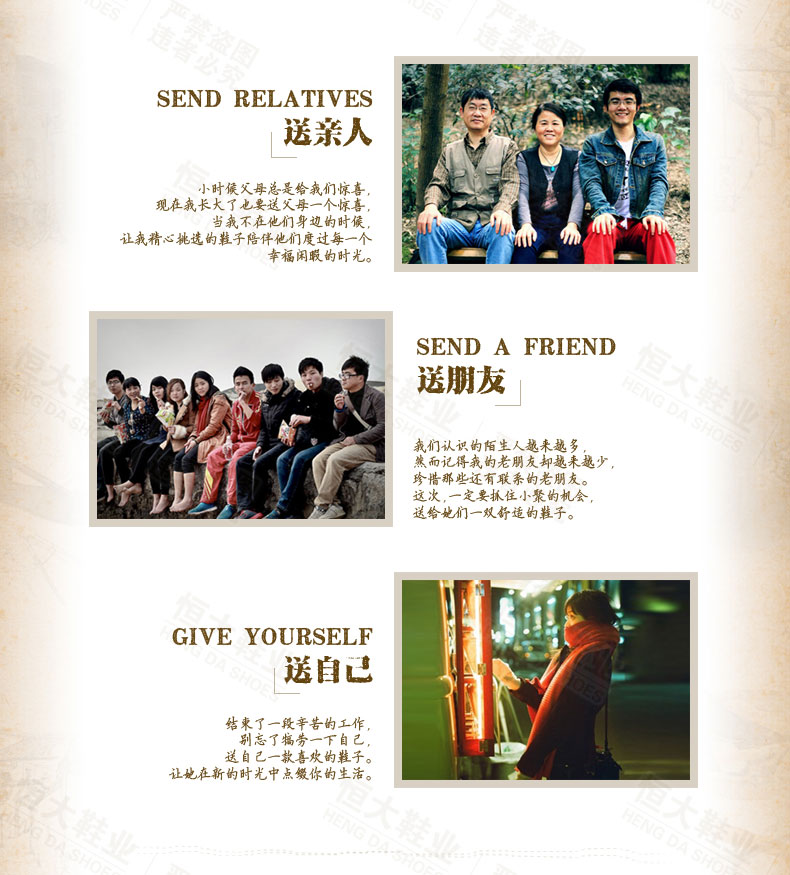 SEND RELATIVES
送亲人
小时候父母总是给我们惊喜，
现在我长大了也要送父母一个惊喜，
当我不在他们身边的时候，
让我精心挑选的鞋子陪伴他们度过每一个
幸福闲暇的时光。
SEND A FRIEND
送朋友
我们认识的陌生人越来越多，
然而记得我的老朋友却越来越少，
珍惜那些还有联系的老朋友。
这次，一定要抓住小聚的机会，
送给她们一双舒适的鞋子。
GIVE YOURSELF
送自己
结束了一段辛苦的工作，
别忘了犒劳一下自己，
送自己一款喜欢的鞋子。
让她在新的时光中点缀你的生活。
恒大鞋业
HENG DA SHOES
严禁盗图
违者必究